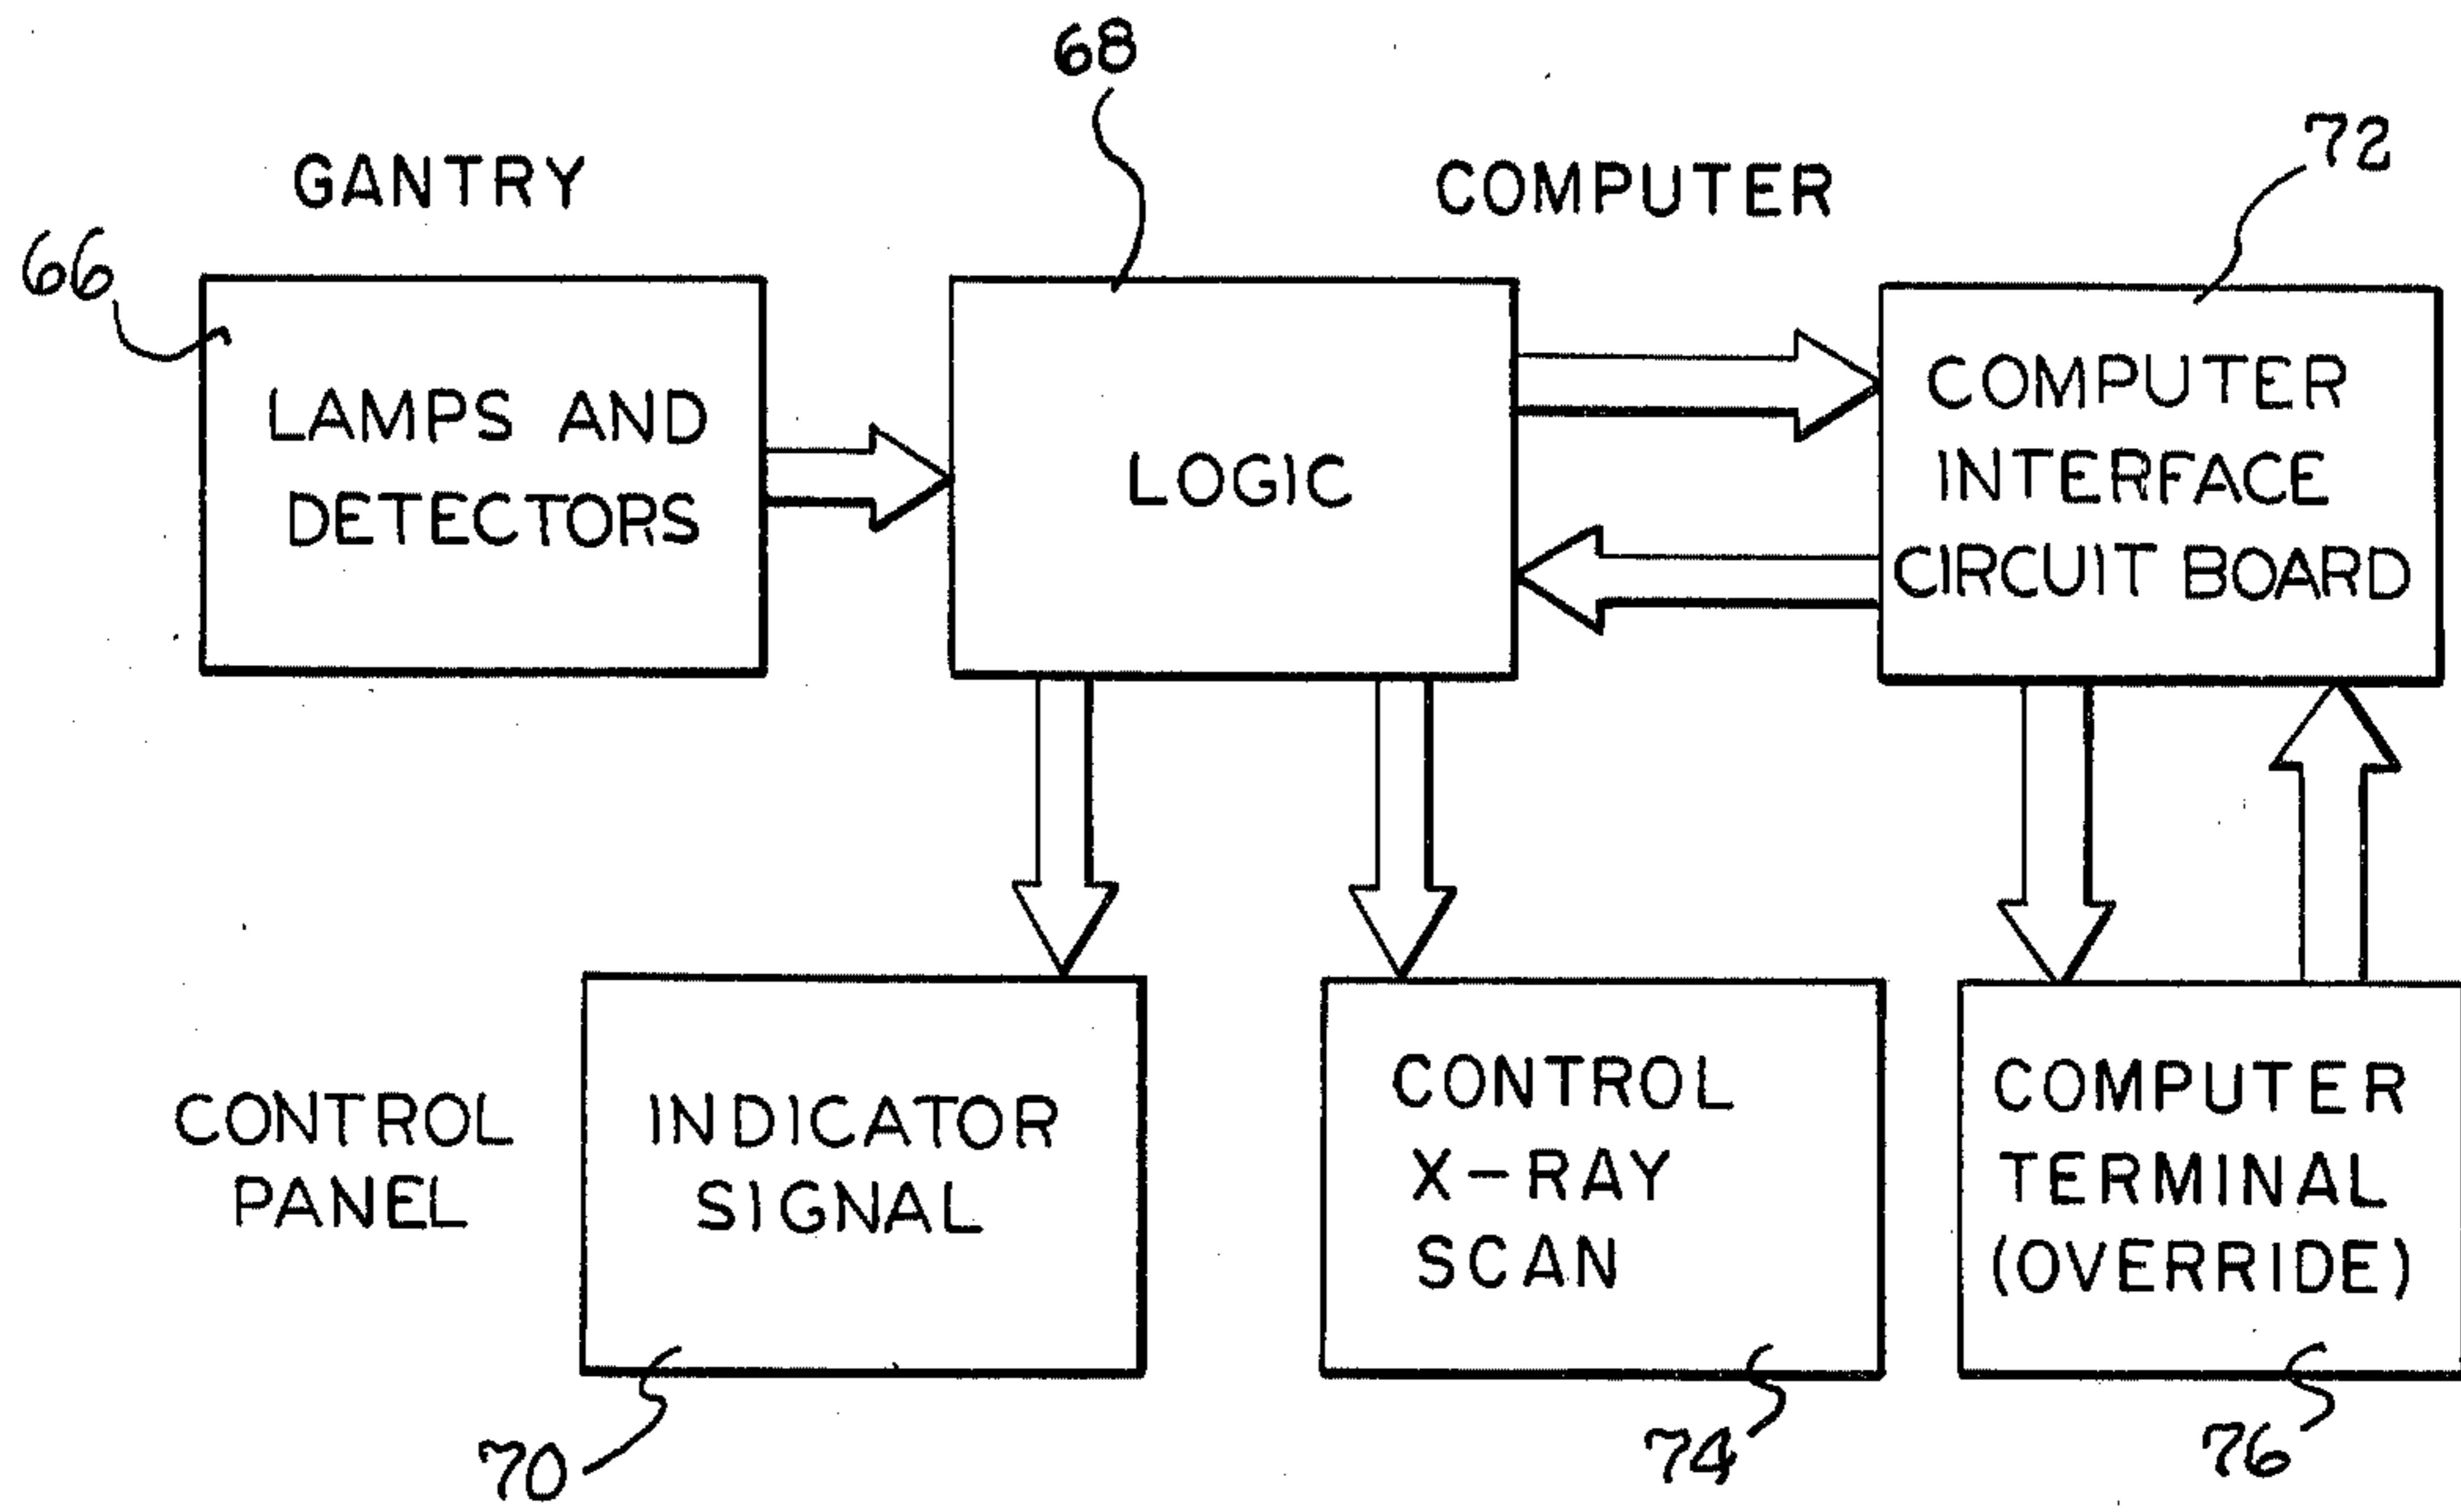 68
GANTRY
COMPUTER
72
66
LAMPS AND
DETECTORS
LOGIC
COMPUTER
INTERFACE
CIRCUIT BOARD
CONTROL
PANEL
INDICATOR
SIGNAL
CONTROL
X-RAY
SCAN
COMPUTER
TERMINAL
(OVERRIDE)
70
74
76